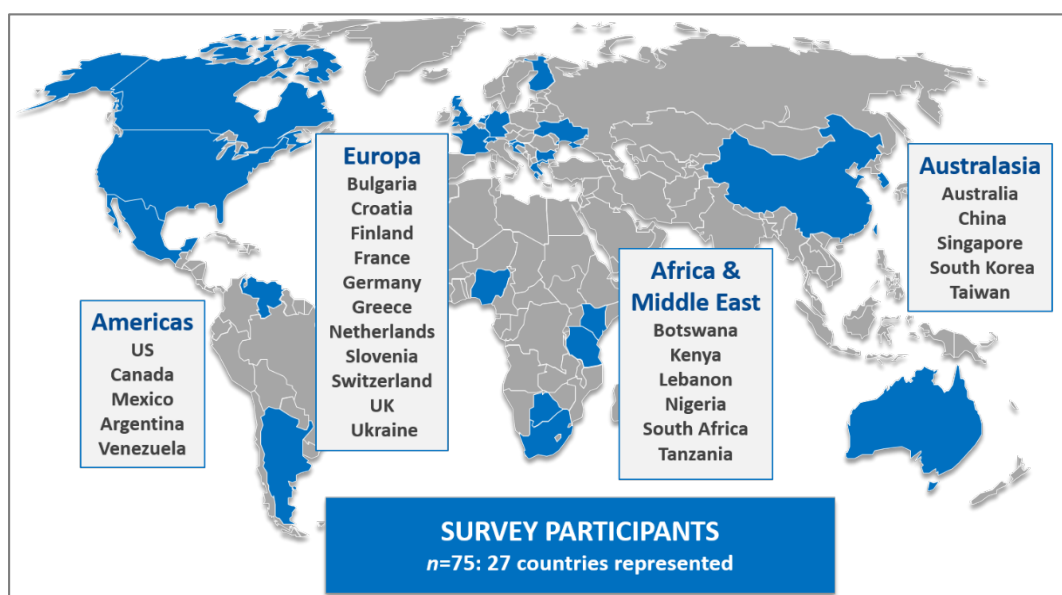 Europa
Bulgaria
Croatia
Finland
France
Germany
Greece
Netherlands
Slovenia
Switzerland
UK
Ukraine
Australasia
Australia
China
Singapore
South Korea
Taiwan
Africa &
Middle East
Botswana
Kenya
Lebanon
Nigeria
South Africa
Tanzania
Americas
US
Canada
Mexico
Argentina
Venezuela
SURVEY PARTICIPANTS
n=75: 27 countries represented